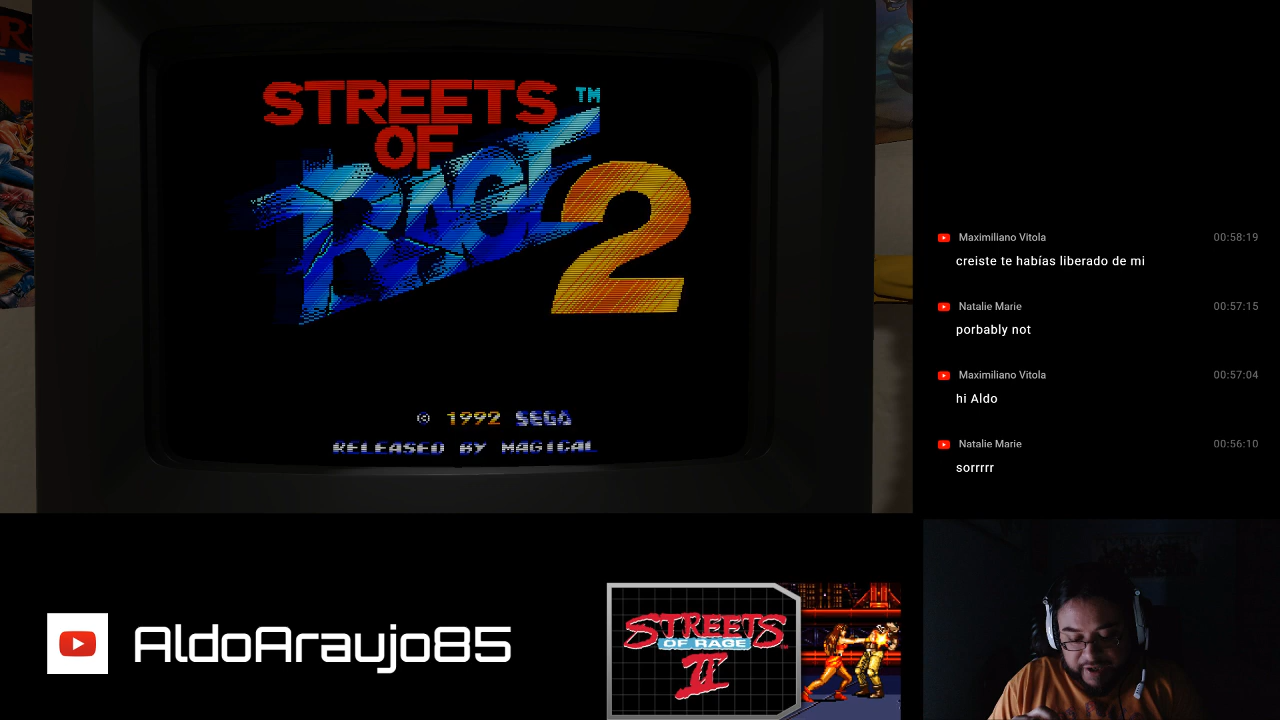 STREETS
OF
RAGE
2
TM
© 1992 SEGA
RELEASED BY MAGICAL
Maximiliano Vitola 00:58:19
creiste te habías liberado de mi
Natalie Marie 00:57:15
porbably not
Maximiliano Vitola 00:57:04
hi Aldo
Natalie Marie 00:56:10
sorrrrr
AldoAraujo85
STREETS
OF RAGE
II